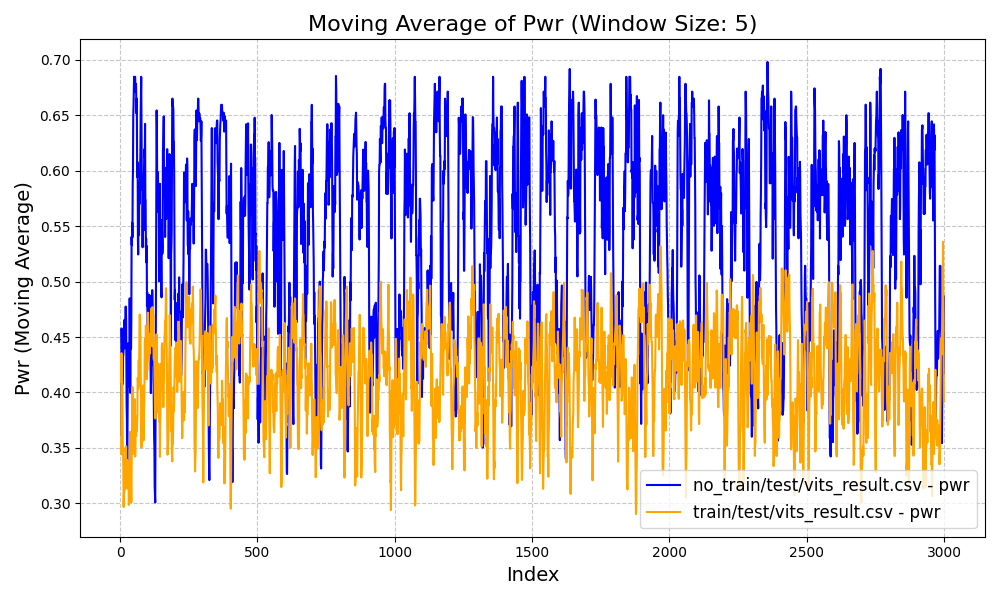 Moving Average of Pwr (Window Size: 5)
Pwr (Moving Average)
0.70
0.65
0.60
0.55
0.50
0.45
0.40
0.35
0.30
no_train/test/vits_result.csv - pwr
train/test/vits_result.csv - pwr
0 500 1000 1500 2000 2500 3000
Index